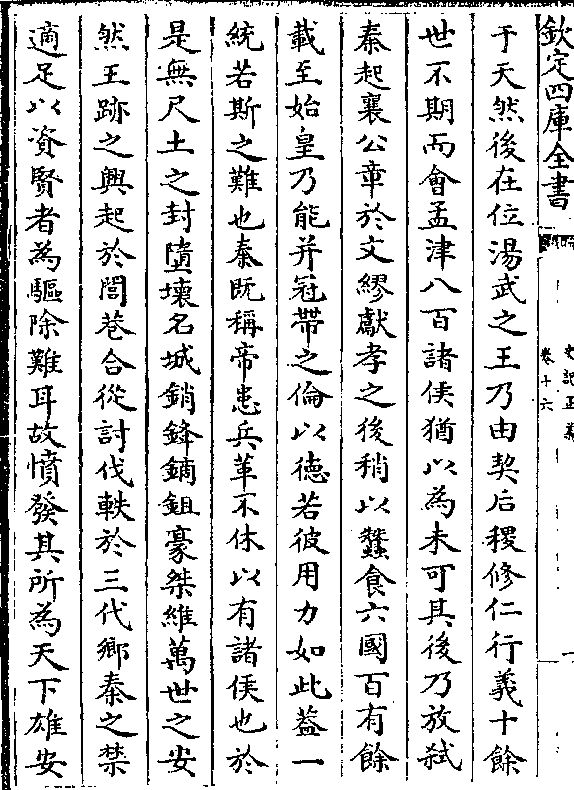 欽定四庫全書
史記正義
卷十六
一
于天然後在位湯武之王乃由契后稷修仁行義十餘
世不期而會孟津八百諸侯猶以為未可其後乃放弑
秦起襄公章於文繆獻孝之後稍以蠶食六國百有餘
載至始皇乃能并冠帶之倫以徳若彼用力如此葢一
統若斯之難也秦既稱帝患兵革不休以有諸侯也於
是無尺土之封墮壞名城銷鋒鏑鉏豪桀維萬世之安
然王跡之興起於閭巷合從討伐軼於三代鄉秦之禁
適足以資賢者為驅除難耳故憤發其所為天下雄安